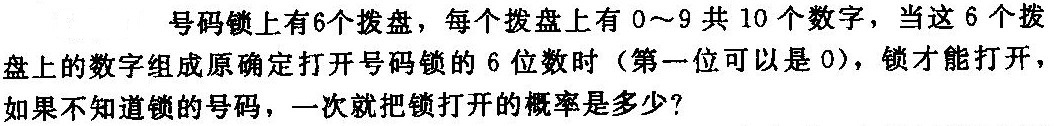 号码锁上有6个拨盘，每个拨盘上有 0～9 共 10 个数字，当这 6 个拨
盘上的数字组成原确定打开号码锁的 6 位数时（第一位可以是 0），锁才能打开，
如果不知道锁的号码，一次就把锁打开的概率是多少？